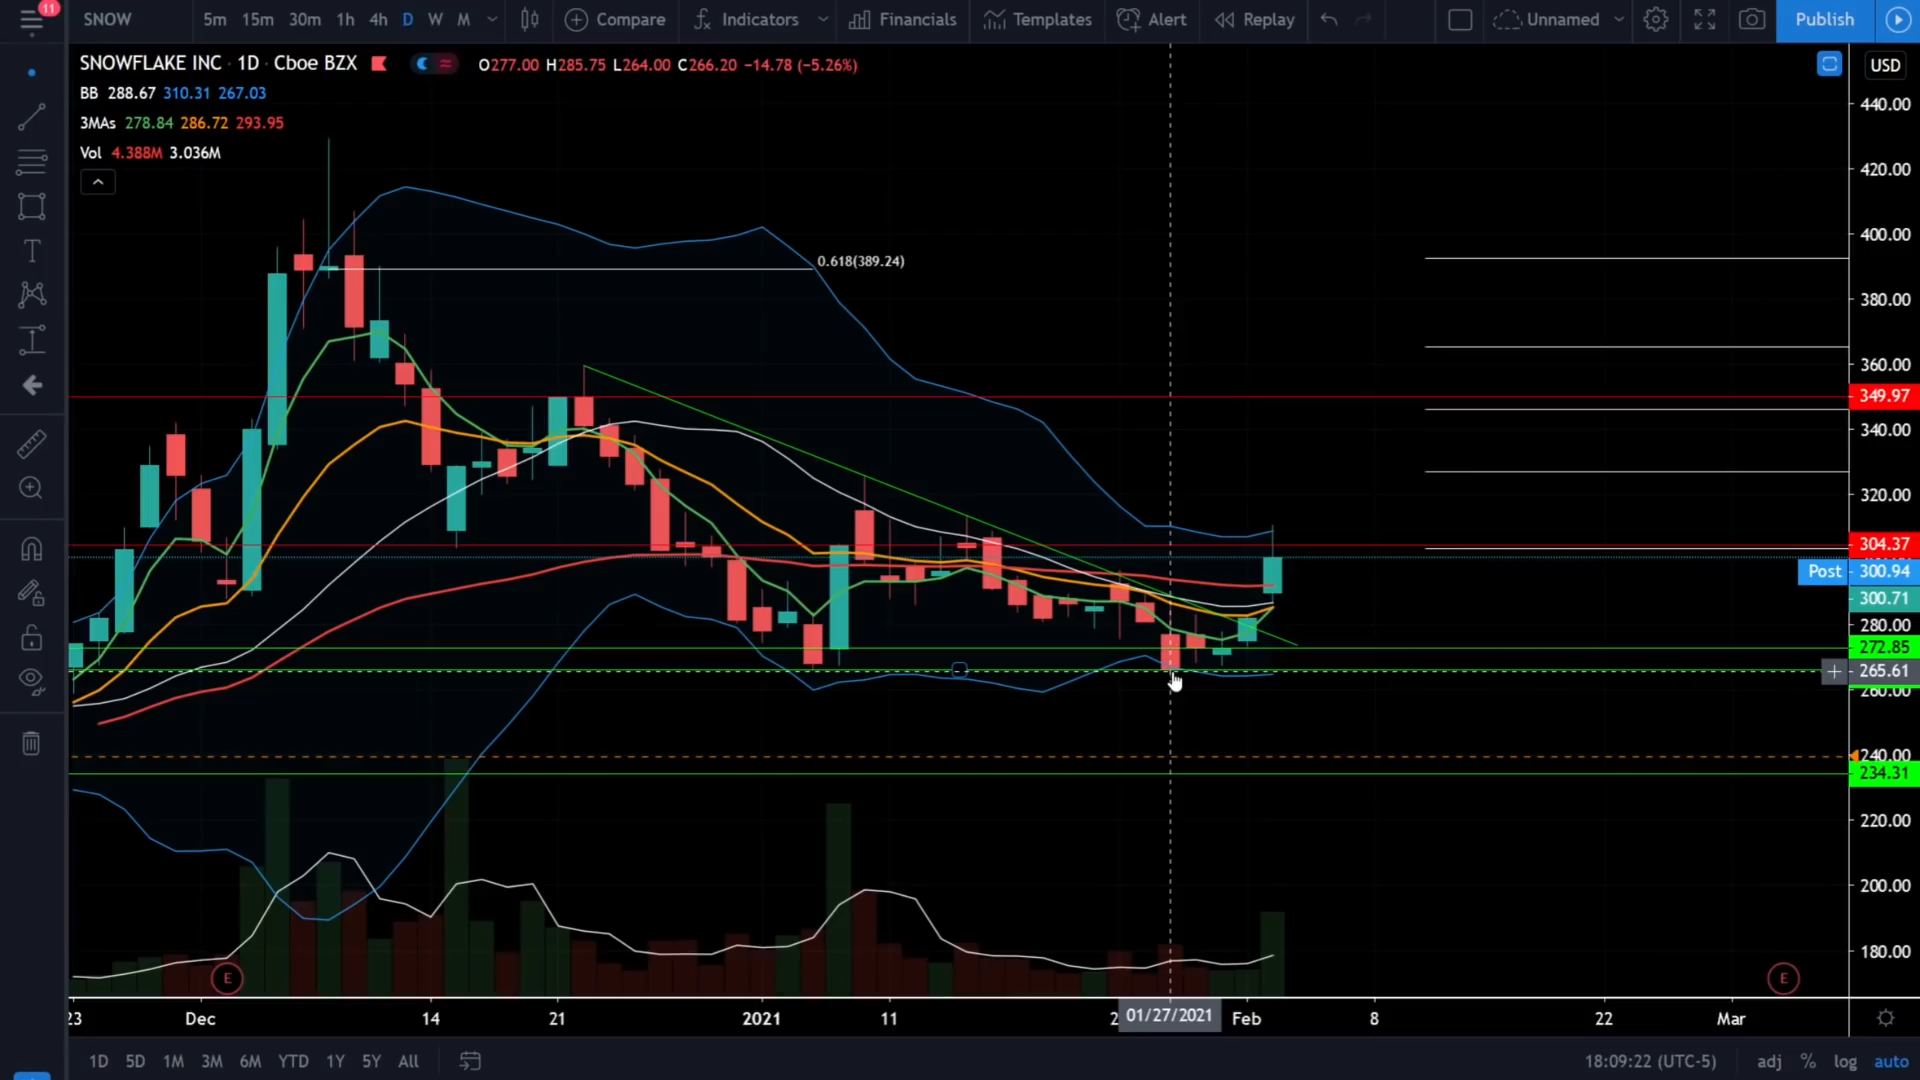 11
SNOW 5m 15m 30m 1h 4h D W M Compare Indicators Financials Templates Alert Replay Unnamed Publish
SNOWFLAKE INC · 1D · Cboe BZX O277.00 H285.75 L264.00 C266.20 −14.78 (−5.26%)
USD
BB 288.67 310.31 267.03
3MAs 278.84 286.72 293.95
Vol 4.388M 3.036M
0.618(389.24)
440.00
420.00
400.00
380.00
360.00
349.97
340.00
320.00
304.37
Post 300.94
300.71
280.00
272.85
265.61
260.00
240.00
234.31
220.00
200.00
180.00
E E
23 Dec 14 21 2021 11 2 01/27/2021 Feb 8 22 Mar
1D 5D 1M 3M 6M YTD 1Y 5Y All 18:09:22 (UTC-5) adj % log auto